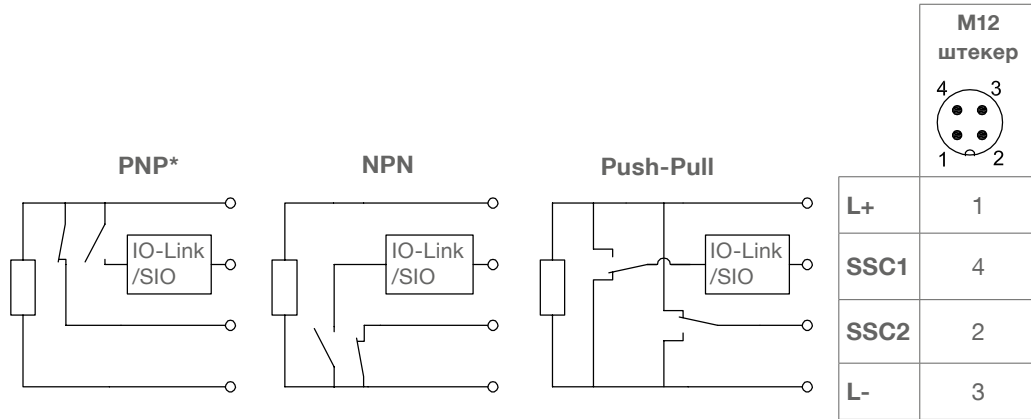 M12
штекер
4 3
1 2
PNP* NPN Push-Pull
IO-Link
/SIO
IO-Link
/SIO
IO-Link
/SIO
L+ 1
SSC1 4
SSC2 2
L- 3